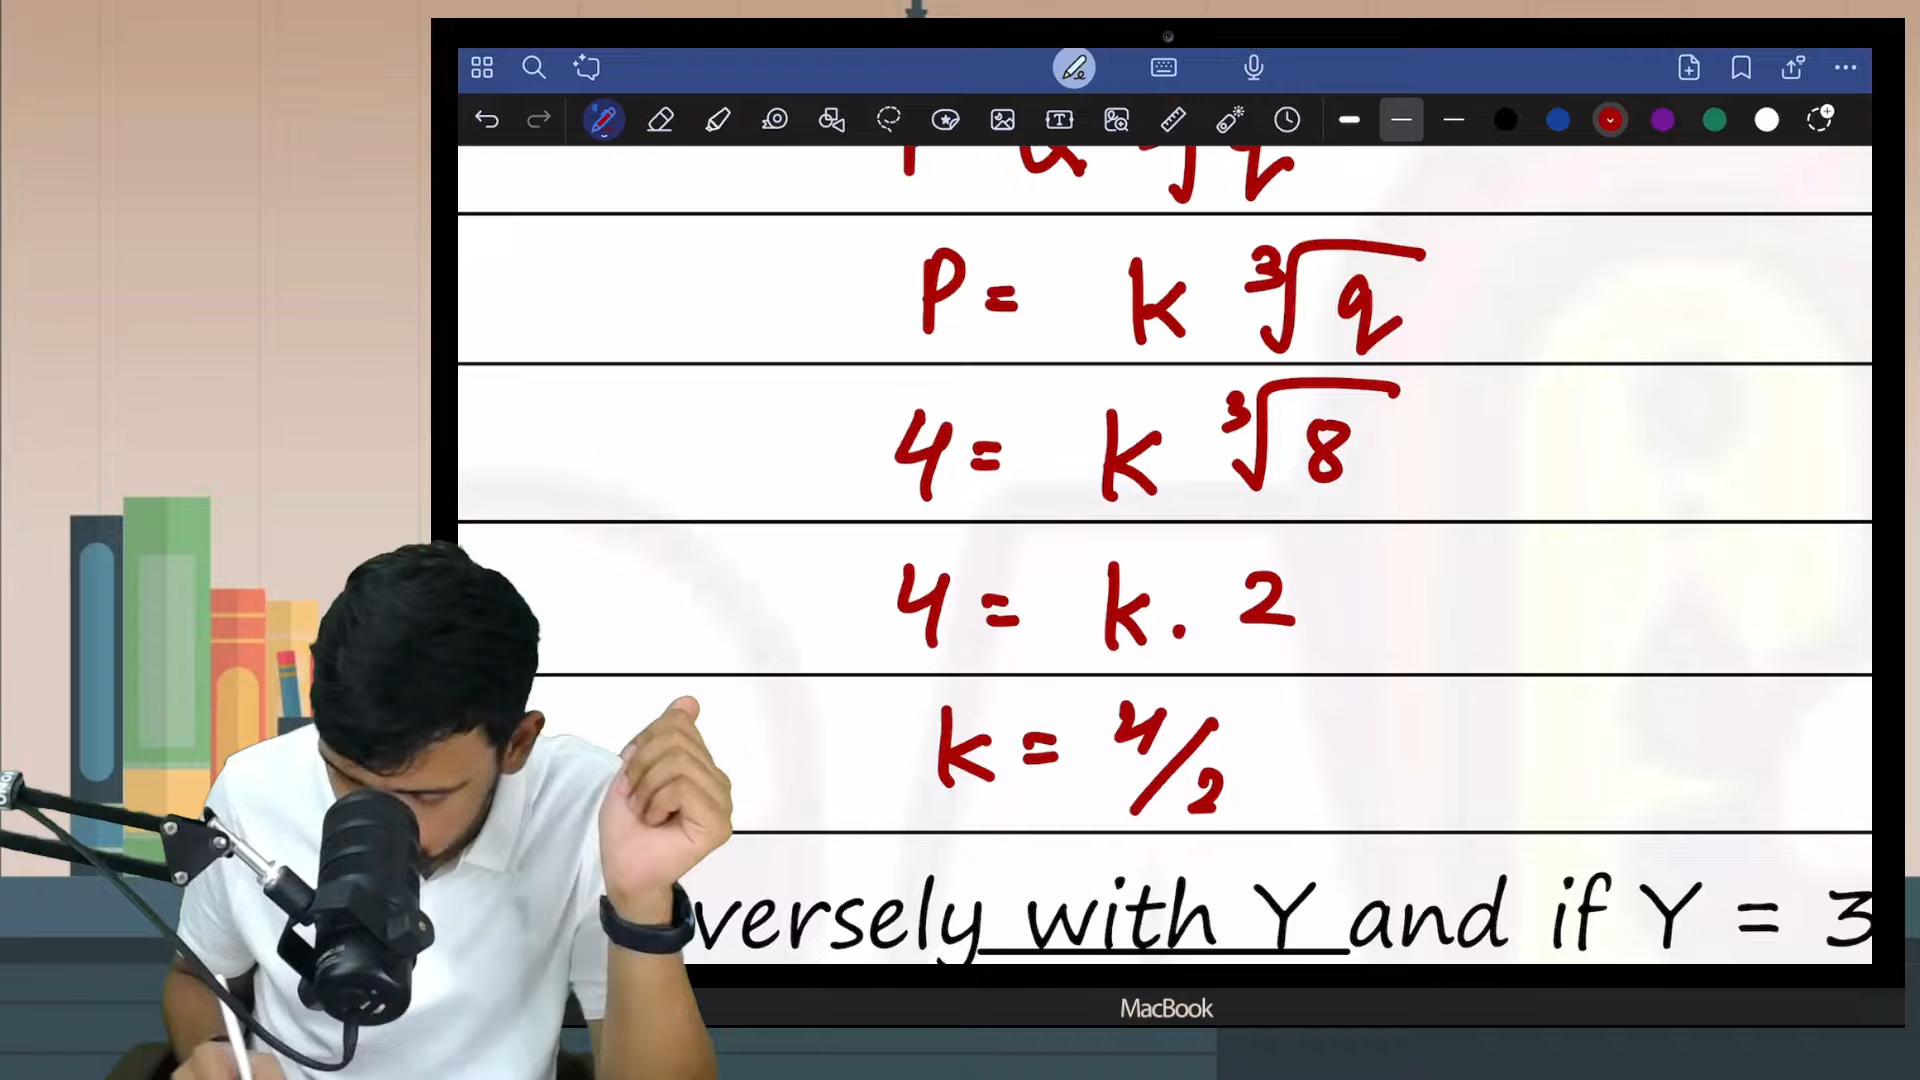 P = k ∛q
4 = k ∛8
4 = k . 2
k = 4/2
versely with Y and if Y = 3
MacBook